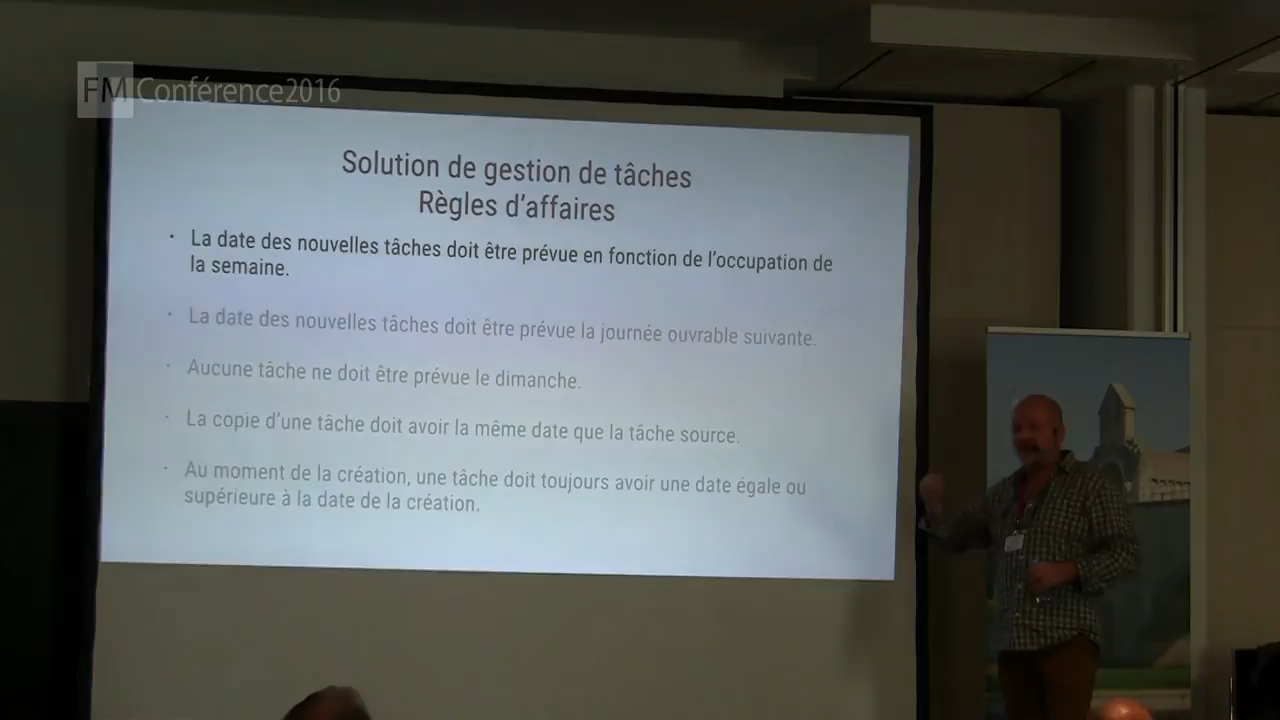 FM Conférence2016
Solution de gestion de tâches
Règles d'affaires
· La date des nouvelles tâches doit être prévue en fonction de l'occupation de
la semaine.
· La date des nouvelles tâches doit être prévue la journée ouvrable suivante.
· Aucune tâche ne doit être prévue le dimanche.
· La copie d'une tâche doit avoir la même date que la tâche source.
· Au moment de la création, une tâche doit toujours avoir une date égale ou
supérieure à la date de la création.